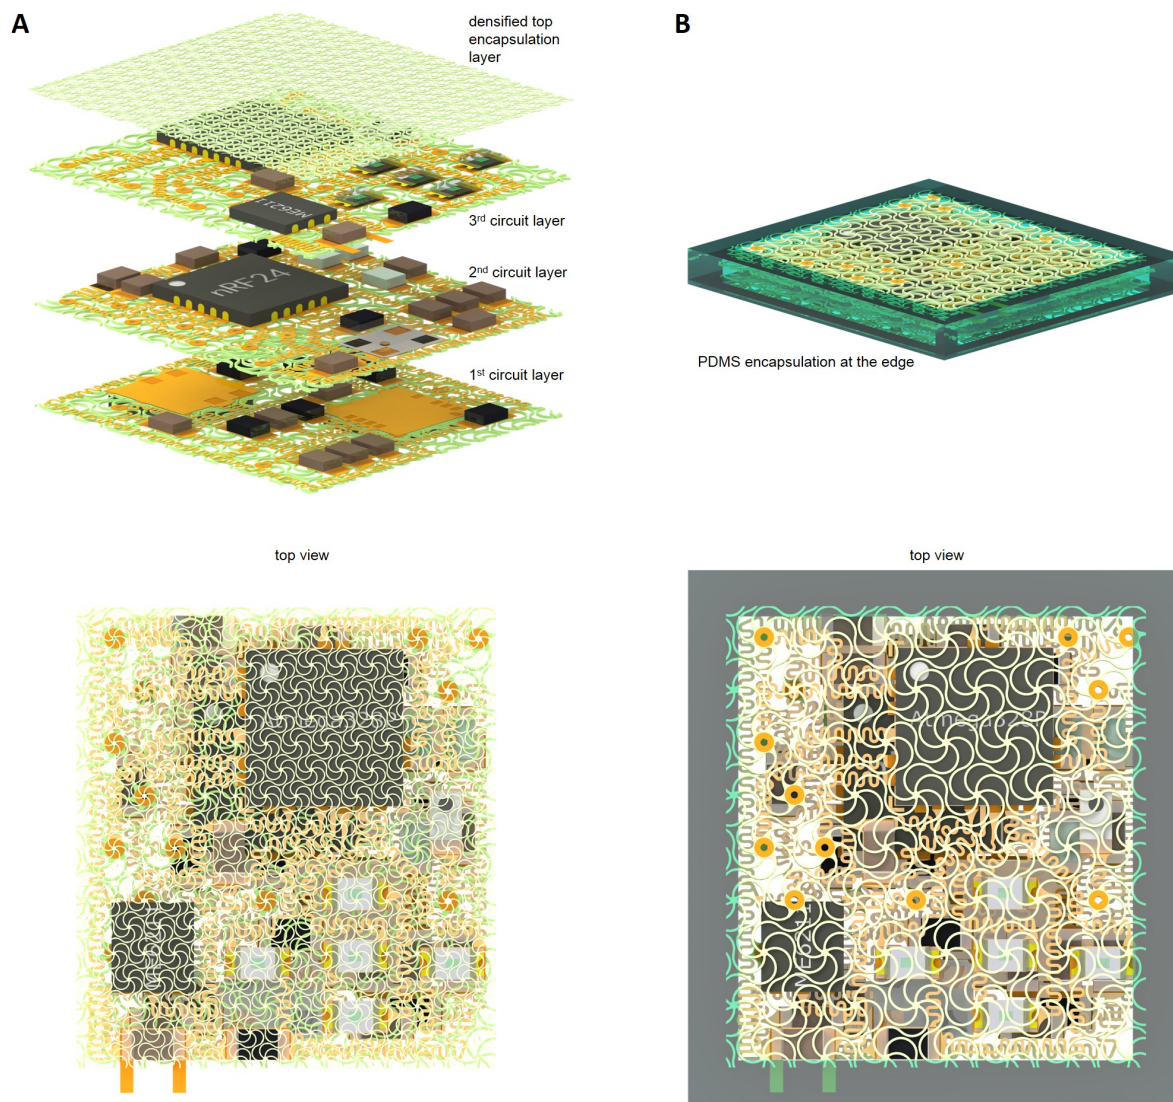 A
B
densified top
encapsulation
layer
ME6211
3rd circuit layer
2nd circuit layer
nRF24
1st circuit layer
PDMS encapsulation at the edge
top view
top view